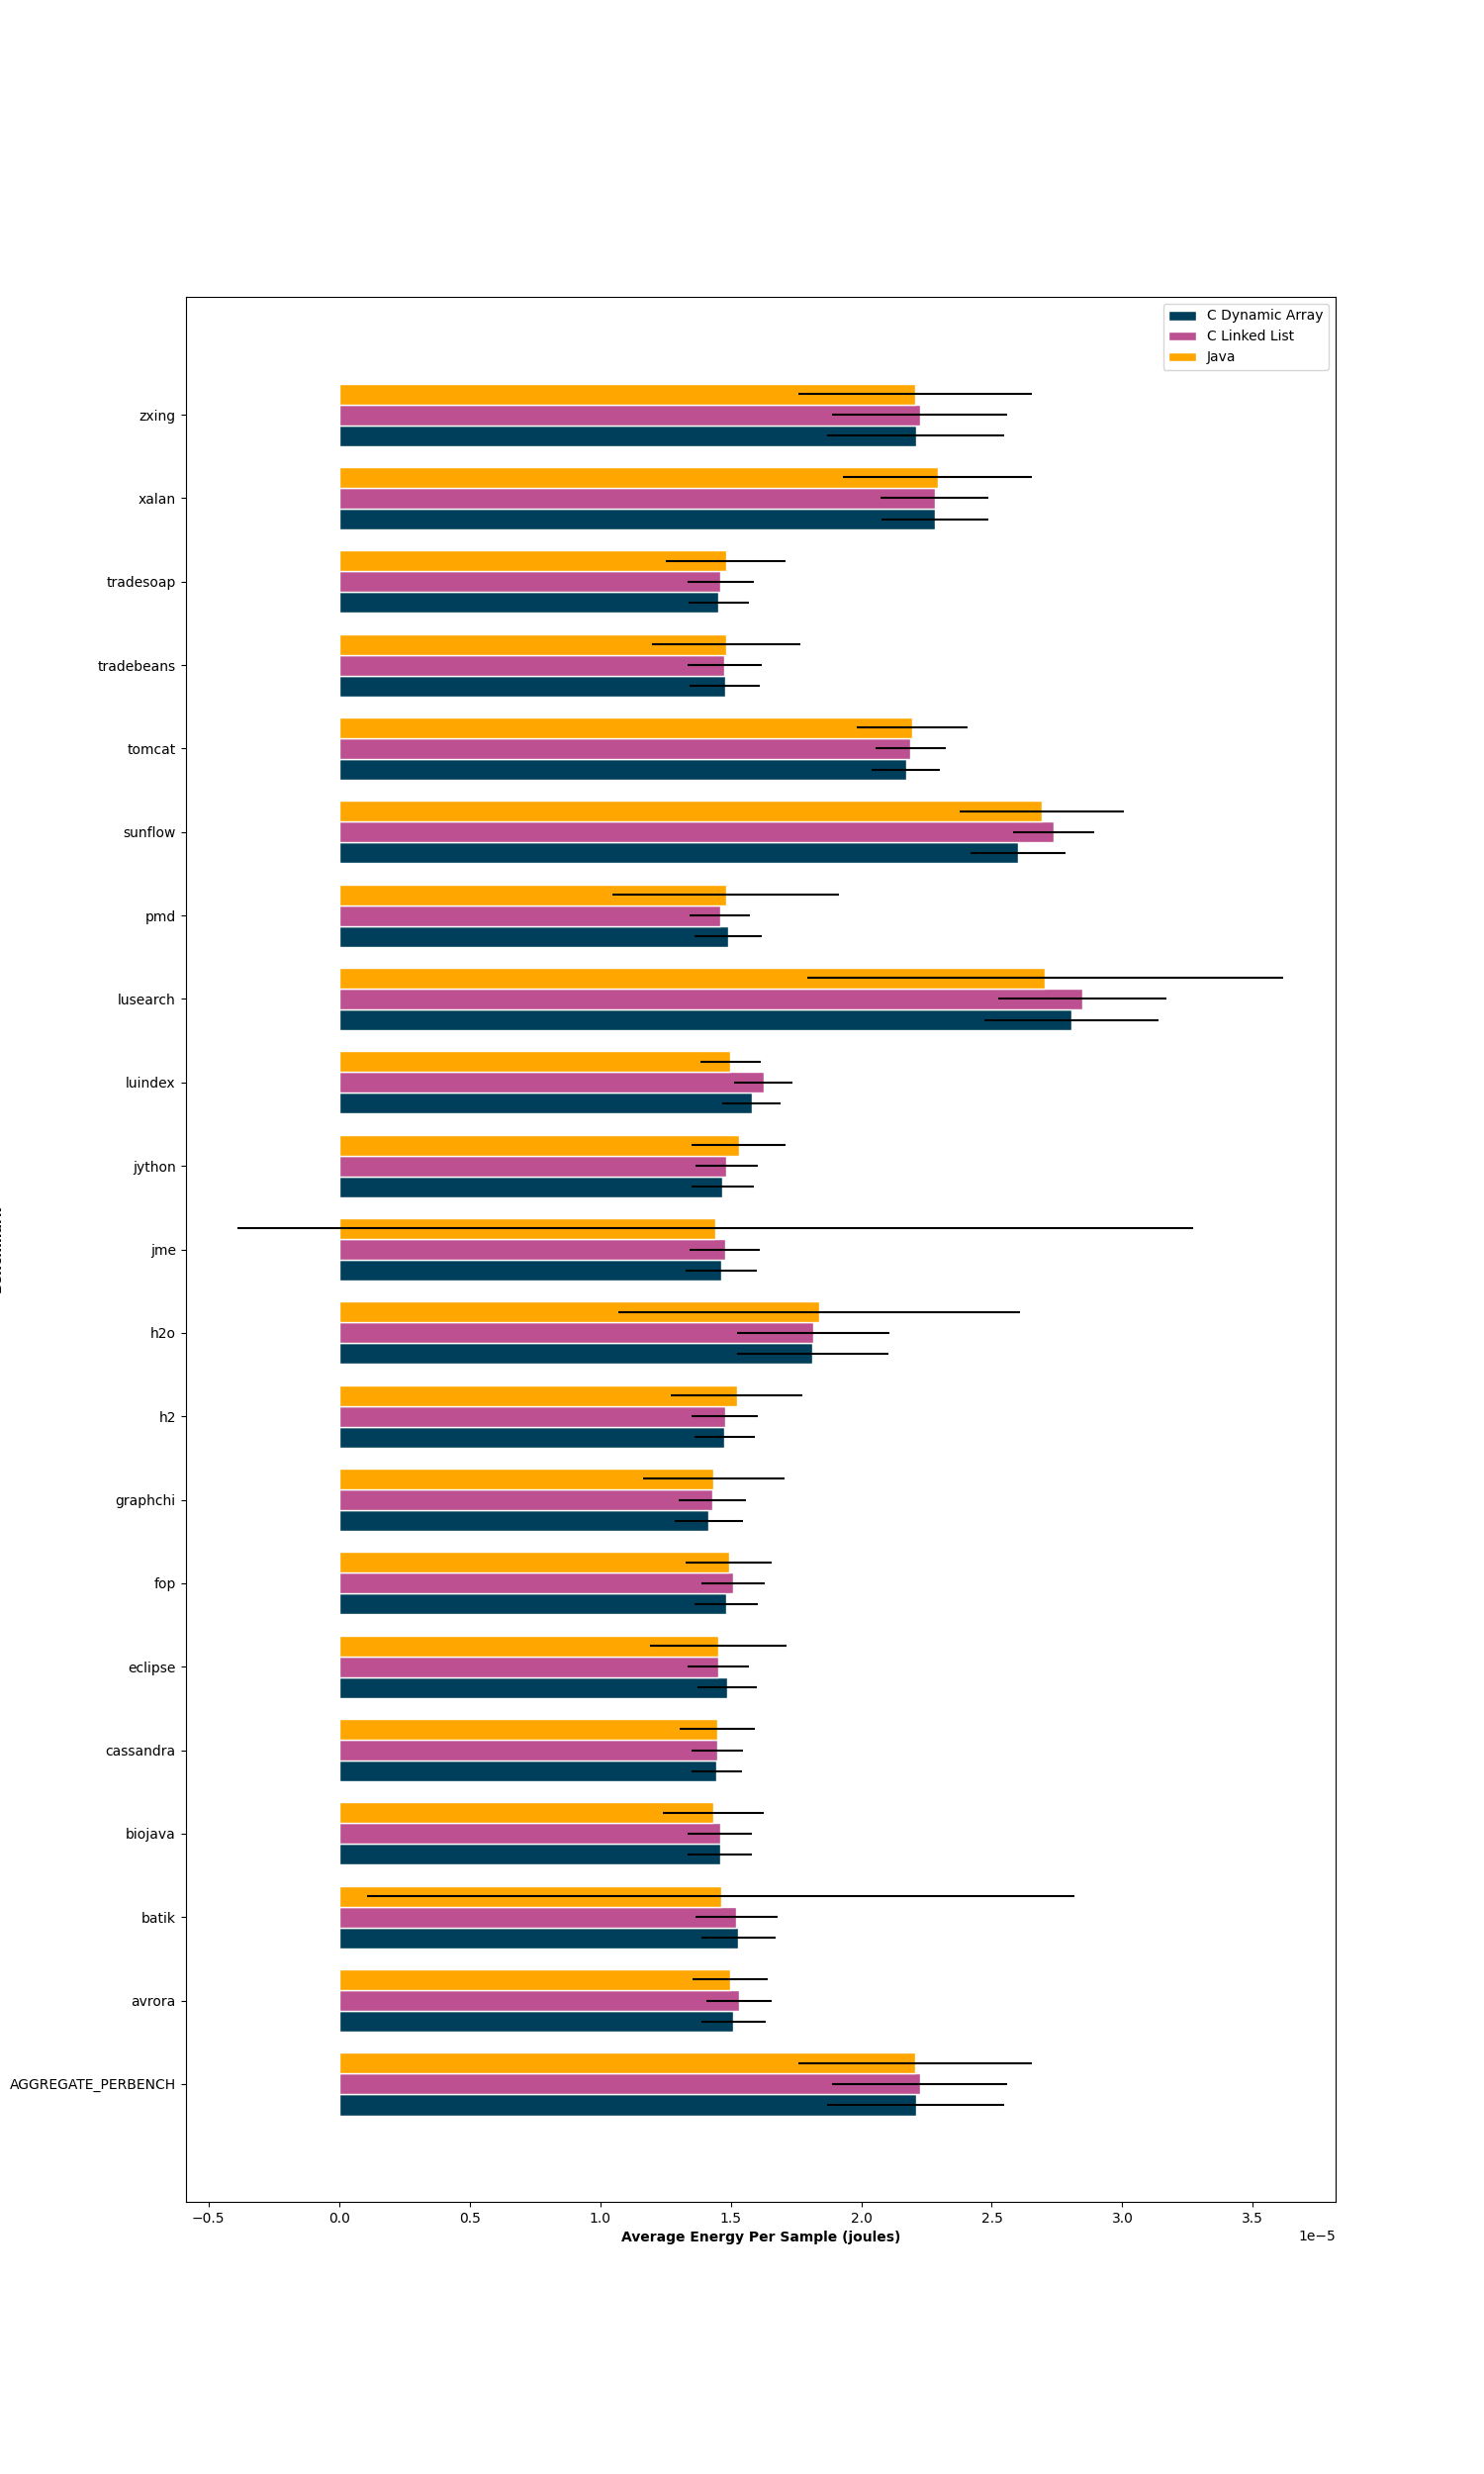 C Dynamic Array
C Linked List
Java
zxing
xalan
tradesoap
tradebeans
tomcat
sunflow
pmd
lusearch
luindex
jython
jme
h2o
h2
graphchi
fop
eclipse
cassandra
biojava
batik
avrora
AGGREGATE_PERBENCH
−0.5 0.0 0.5 1.0 1.5 2.0 2.5 3.0 3.5
Average Energy Per Sample (joules)
1e−5